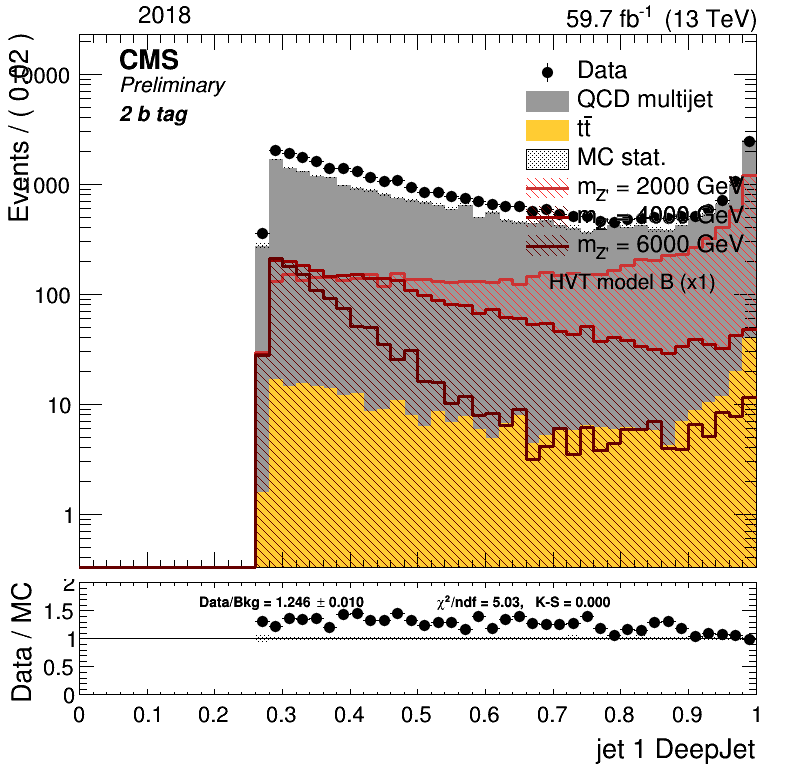 2018
59.7 fb⁻¹ (13 TeV)
CMS
Preliminary
2 b tag
Data
QCD multijet
tt̄
MC stat.
m_Z' = 2000 GeV
m_Z' = 4000 GeV
m_Z' = 6000 GeV
HVT model B (x1)
Events / ( 0.02 )
10000
1000
100
10
1
Data/Bkg = 1.246 ± 0.010
χ²/ndf = 5.03, K-S = 0.000
Data / MC
2
1.5
1
0.5
0
0 0.1 0.2 0.3 0.4 0.5 0.6 0.7 0.8 0.9 1
jet 1 DeepJet